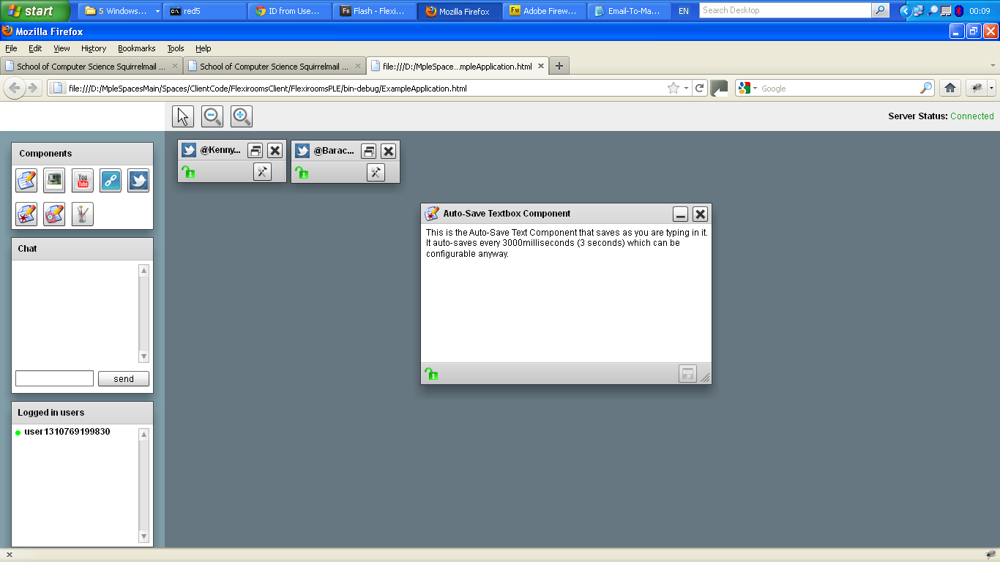 start
5 Windows...
red5
ID from Use...
Flash - Flexi...
Mozilla Firefox
Adobe Firew...
Email-To-Ma...
EN
Search Desktop
00:09
Mozilla Firefox
File Edit View History Bookmarks Tools Help
School of Computer Science Squirrelmail ...
School of Computer Science Squirrelmail ...
file:///D:/MpleSpace...mpleApplication.html
file:///D:/MpleSpacesMain/Spaces/ClientCode/FlexiroomsClient/FlexiroomsPLE/bin-debug/ExampleApplication.html
Google
Server Status: Connected
Components
You
Tube
@Kenny...
@Barac...
Auto-Save Textbox Component
This is the Auto-Save Text Component that saves as you are typing in it.
It auto-saves every 3000milliseconds (3 seconds) which can be
configurable anyway.
Chat
send
Logged in users
user1310769199830